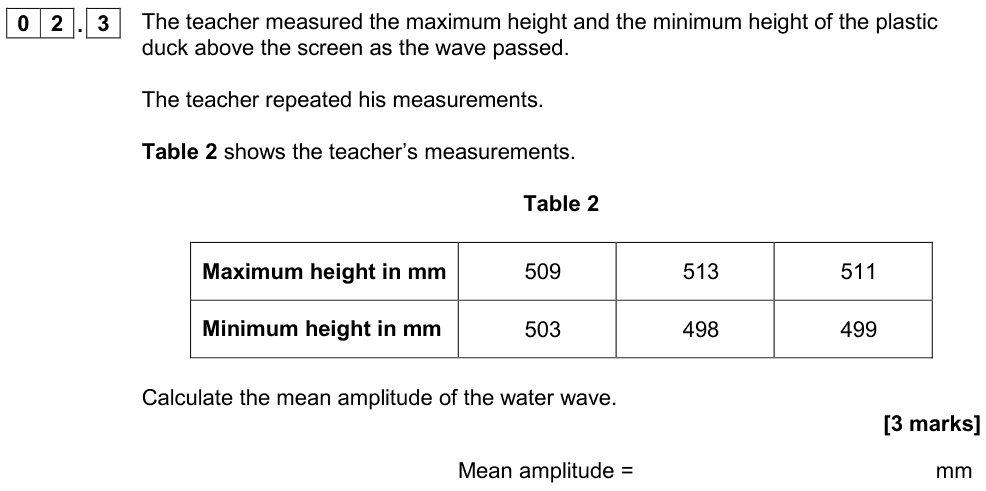 0 2 . 3 The teacher measured the maximum height and the minimum height of the plastic
duck above the screen as the wave passed.
The teacher repeated his measurements.
Table 2 shows the teacher's measurements.
Table 2
Maximum height in mm 509 513 511
Minimum height in mm 503 498 499
Calculate the mean amplitude of the water wave.
[3 marks]
Mean amplitude = mm